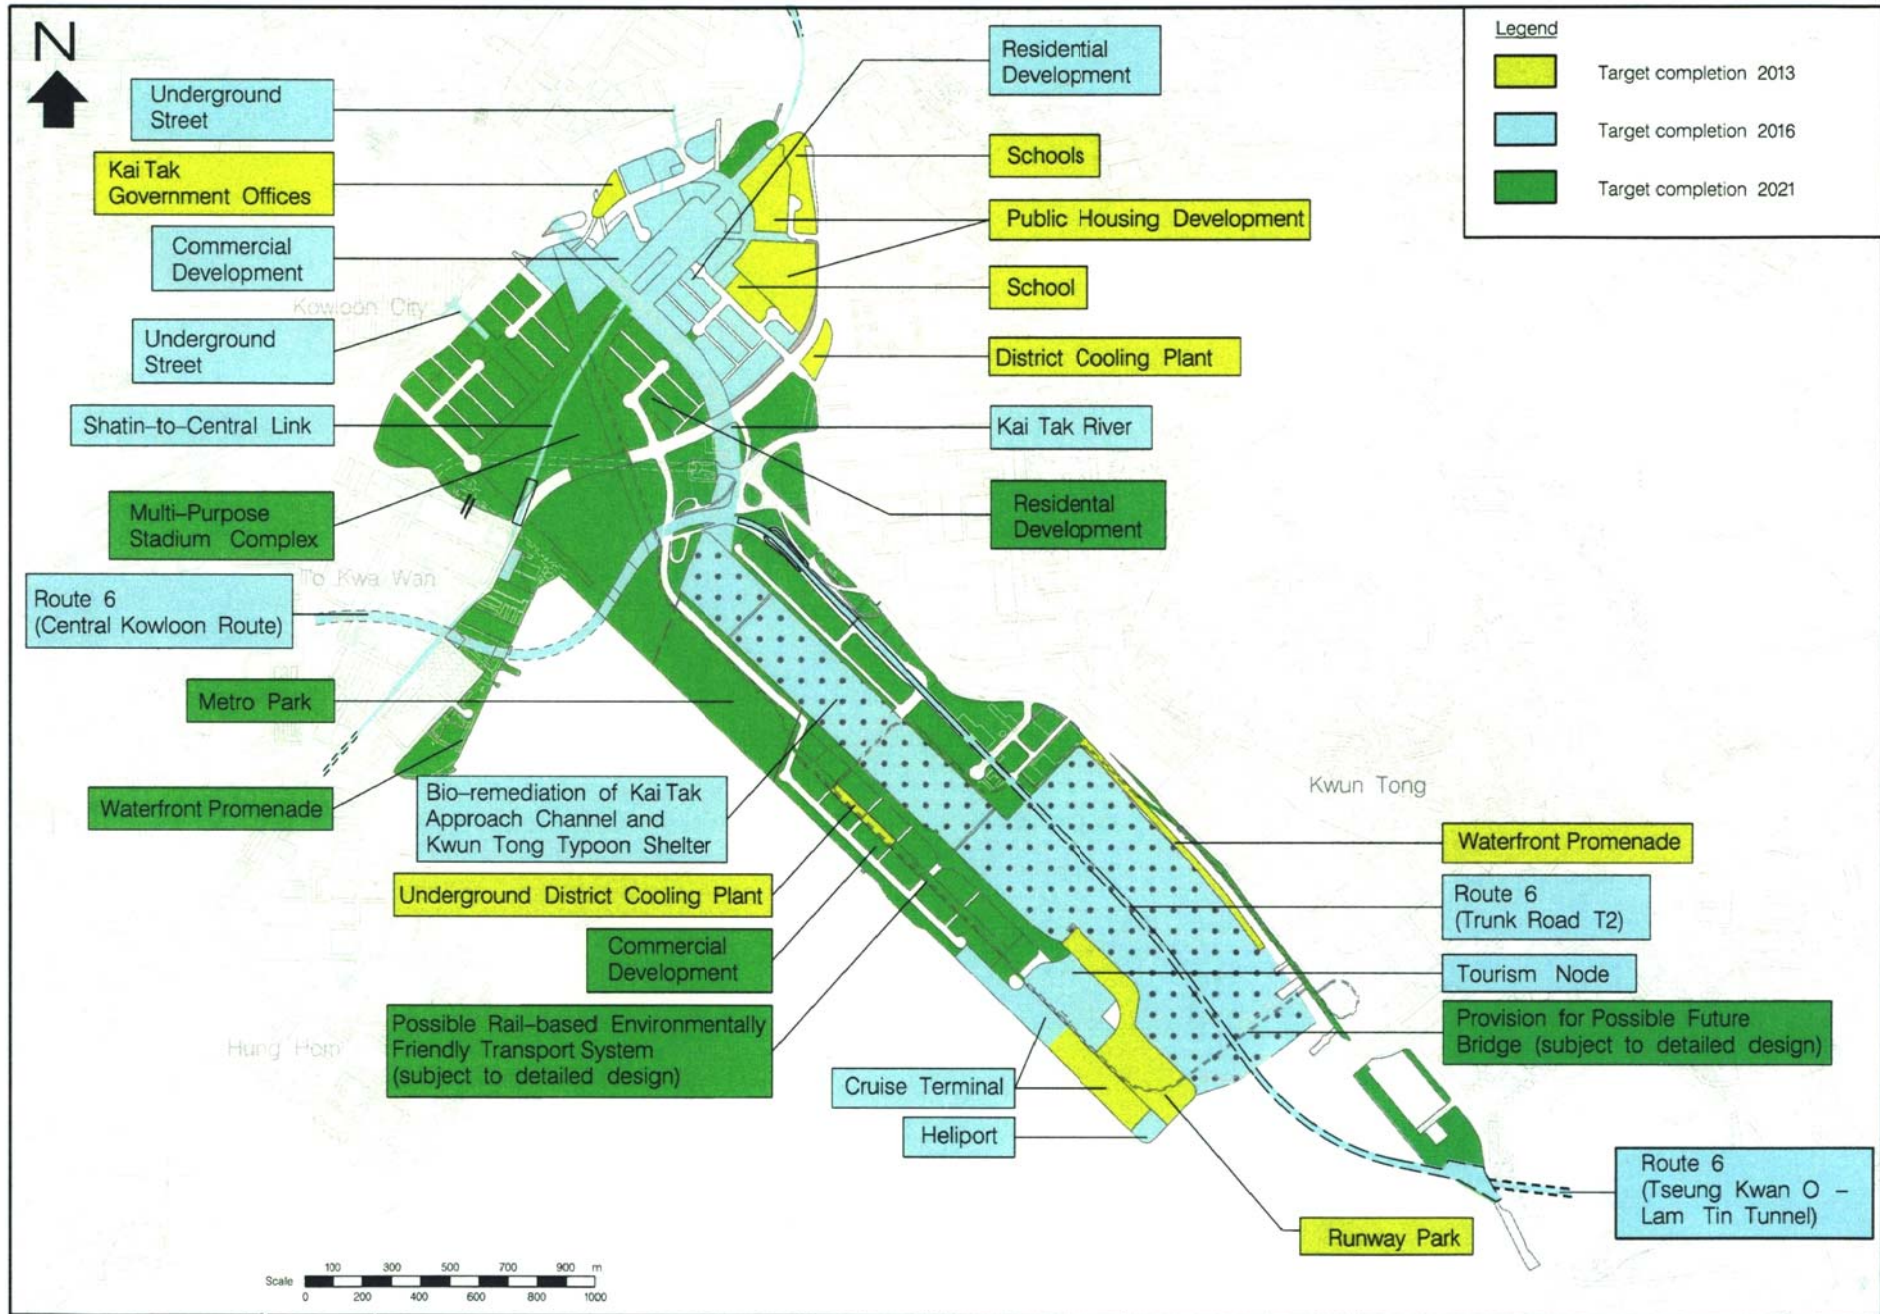 N
Underground
Street
Kai Tak
Government Offices
Commercial
Development
Kowloon City
Underground
Street
Shatin-to-Central Link
Multi-Purpose
Stadium Complex
To Kwa Wan
Route 6
(Central Kowloon Route)
Metro Park
Waterfront Promenade
Bio-remediation of Kai Tak
Approach Channel and
Kwun Tong Typoon Shelter
Underground District Cooling Plant
Commercial
Development
Possible Rail-based Environmentally
Friendly Transport System
(subject to detailed design)
Hung Hom
Cruise Terminal
Heliport
Residential
Development
Schools
Public Housing Development
School
District Cooling Plant
Kai Tak River
Residental
Development
Kwun Tong
Waterfront Promenade
Route 6
(Trunk Road T2)
Tourism Node
Provision for Possible Future
Bridge (subject to detailed design)
Route 6
(Tseung Kwan O -
Lam Tin Tunnel)
Runway Park
Legend
Target completion 2013
Target completion 2016
Target completion 2021
100 300 500 700 900 m
Scale
0 200 400 600 800 1000